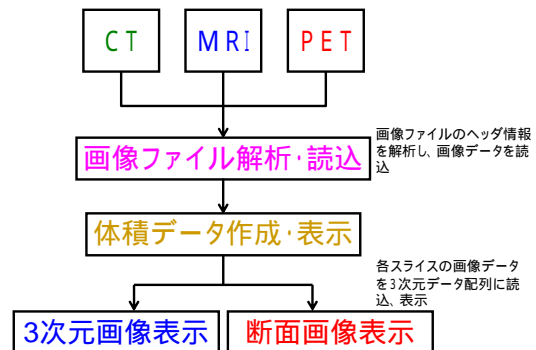 CT
MRI
PET
画像ファイル解析・読込
画像ファイルのヘッダ情報
を解析し、画像データを読
込
体積データ作成・表示
各スライスの画像データ
を3次元データ配列に読
込、表示
3次元画像表示
断面画像表示